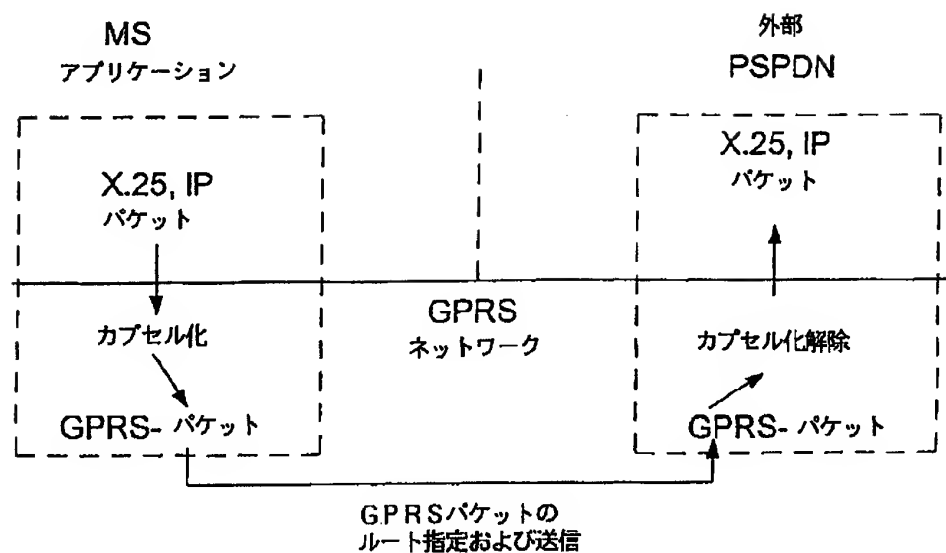 MS
アプリケーション
外部
PSPDN
X.25, IP
パケット
X.25, IP
パケット
カプセル化
GPRS
ネットワーク
カプセル化解除
GPRS- パケット
GPRS- パケット
GPRSパケットの
ルート指定および送信